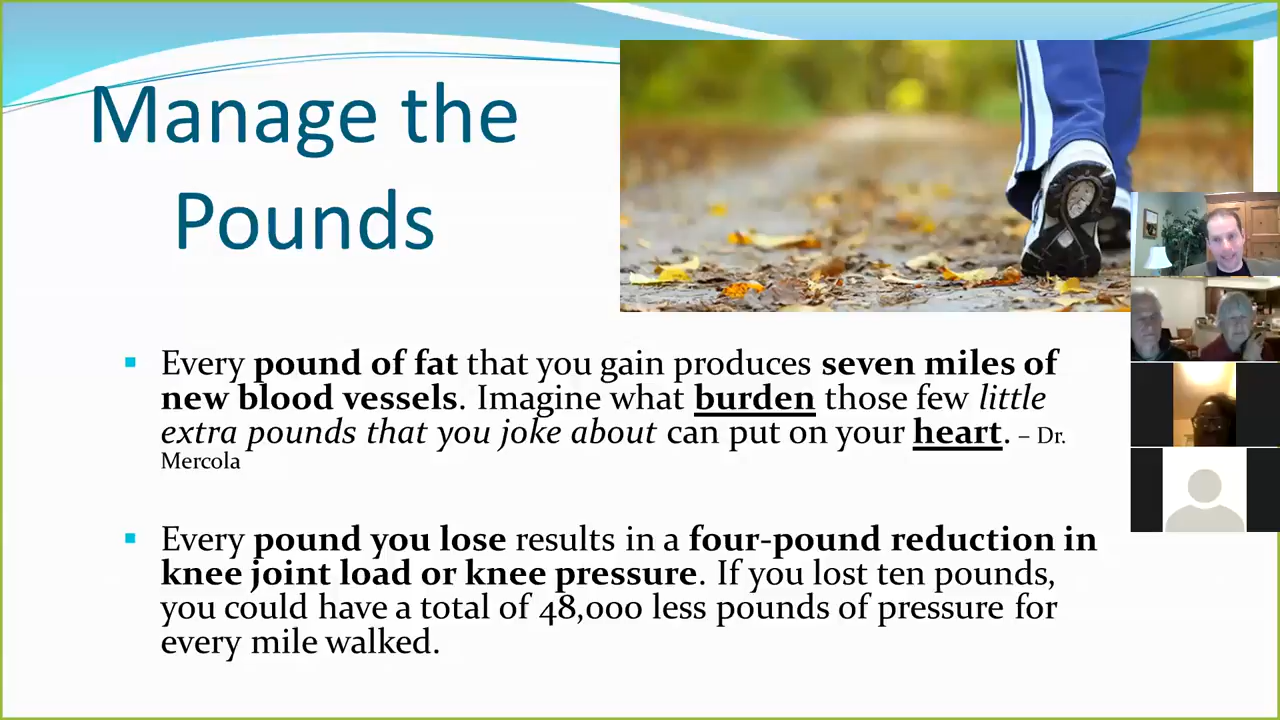 Manage the
Pounds
Every pound of fat that you gain produces seven miles of
new blood vessels. Imagine what burden those few little
extra pounds that you joke about can put on your heart. – Dr.
Mercola
Every pound you lose results in a four-pound reduction in
knee joint load or knee pressure. If you lost ten pounds,
you could have a total of 48,000 less pounds of pressure for
every mile walked.